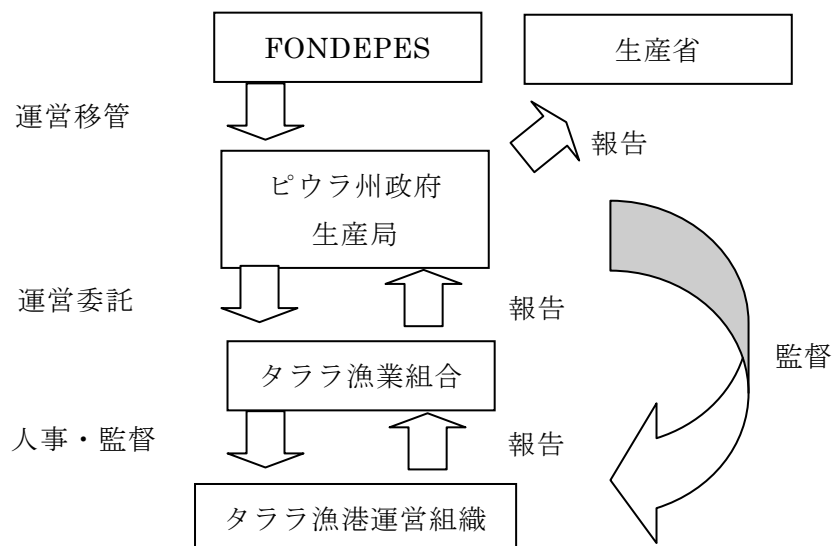 FONDEPES
生産省
運営移管
報告
ピウラ州政府
生産局
運営委託
報告
タララ漁業組合
監督
人事・監督
報告
タララ漁港運営組織